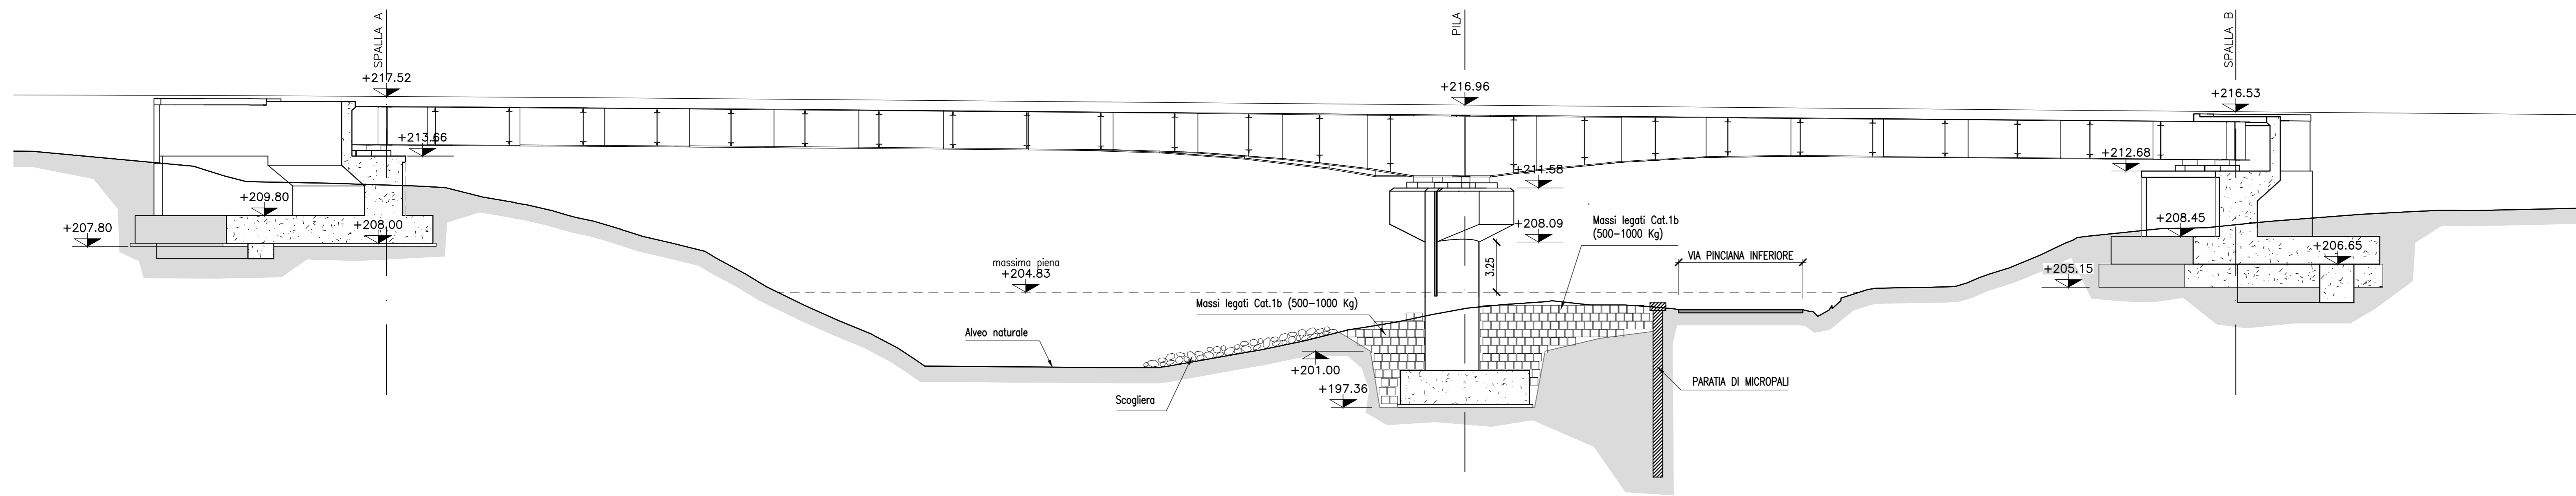 SPALLA A
PILA
SPALLA B
+217.52
+216.96
+216.53
+213.66
+212.68
+211.58
+209.80
+208.00
+207.80
+208.09
Massi legati Cat.1b
(500-1000 Kg)
+208.45
+206.65
+205.15
massima piena
+204.83
3.25
VIA PINCIANA INFERIORE
Massi legati Cat.1b (500-1000 Kg)
Alveo naturale
+201.00
+197.36
Scogliera
PARATIA DI MICROPALI